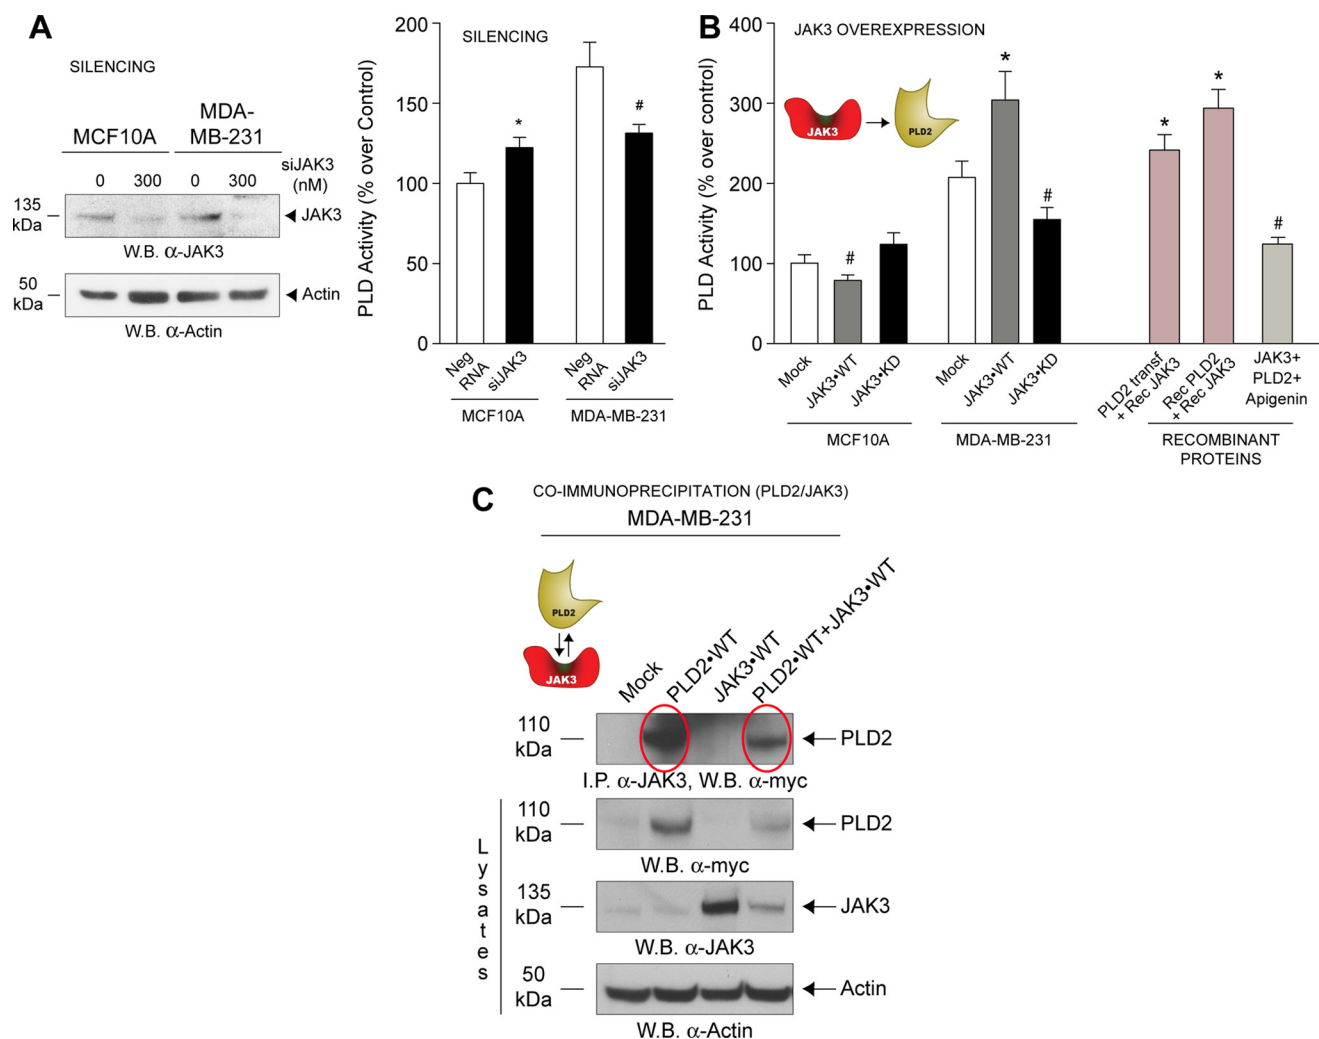 A
SILENCING
MCF10A
MDA-
MB-231
siJAK3
(nM)
0 300 0 300
135
kDa
JAK3
W.B. α-JAK3
50
kDa
Actin
W.B. α-Actin
SILENCING
PLD Activity (% over Control)
200
150
100
50
0
*
#
Neg
RNA
siJAK3
Neg
RNA
siJAK3
MCF10A
MDA-MB-231
B
JAK3 OVEREXPRESSION
PLD Activity (% over control)
400
300
200
100
0
JAK3
PLD2
#
*
#
*
*
#
Mock
JAK3•WT
JAK3•KD
Mock
JAK3•WT
JAK3•KD
PLD2 transf
+ Rec JAK3
Rec PLD2
+ Rec JAK3
JAK3+
PLD2+
Apigenin
MCF10A
MDA-MB-231
RECOMBINANT
PROTEINS
C
CO-IMMUNOPRECIPITATION (PLD2/JAK3)
MDA-MB-231
PLD2
JAK3
Mock
PLD2•WT
JAK3•WT
PLD2•WT+JAK3•WT
110
kDa
PLD2
I.P. α-JAK3, W.B. α-myc
Lysates
110
kDa
PLD2
W.B. α-myc
135
kDa
JAK3
W.B. α-JAK3
50
kDa
Actin
W.B. α-Actin